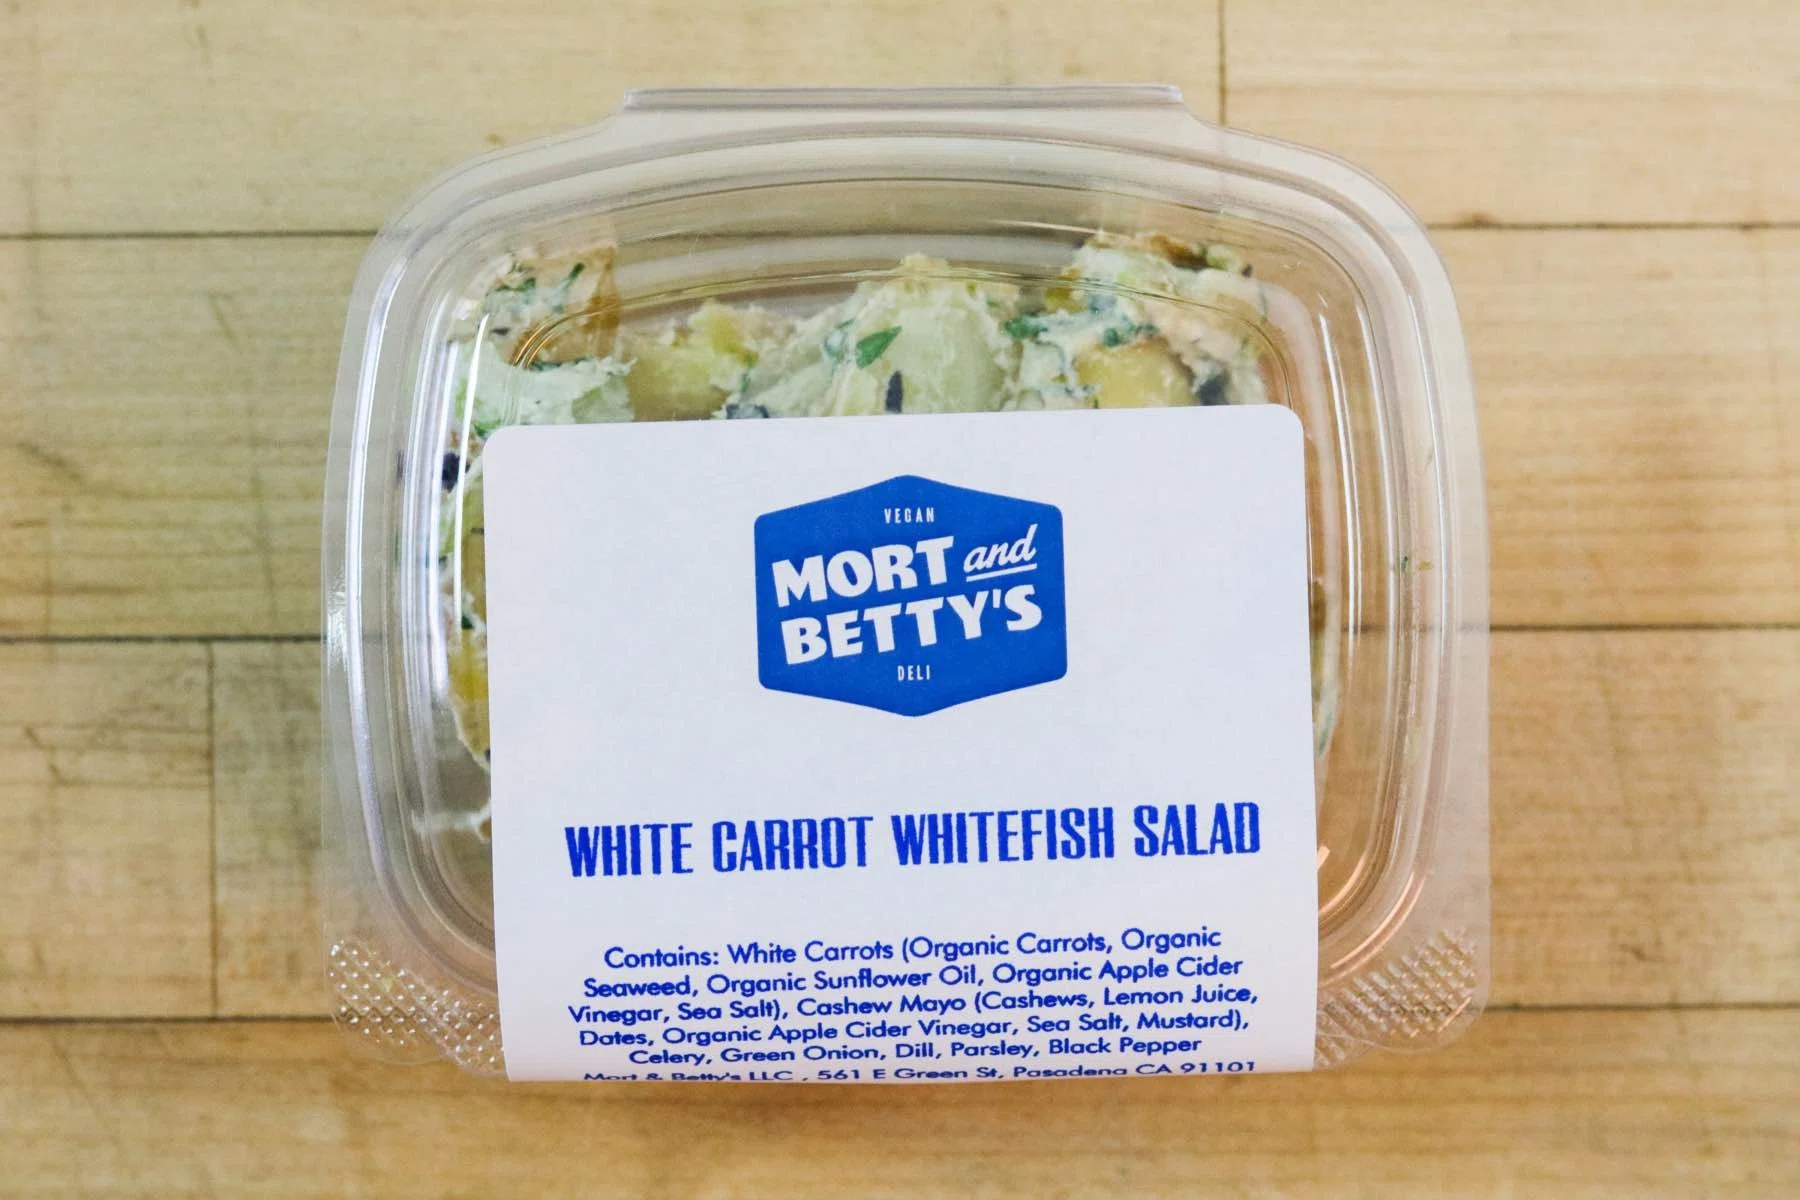 VEGAN
MORT and
BETTY'S
DELI
WHITE CARROT WHITEFISH SALAD
Contains: White Carrots (Organic Carrots, Organic
Seaweed, Organic Sunflower Oil, Organic Apple Cider
Vinegar, Sea Salt), Cashew Mayo (Cashews, Lemon Juice,
Dates, Organic Apple Cider Vinegar, Sea Salt, Mustard),
Celery, Green Onion, Dill, Parsley, Black Pepper
Mort & Betty's LLC , 561 E Green St, Pasadena CA 91101